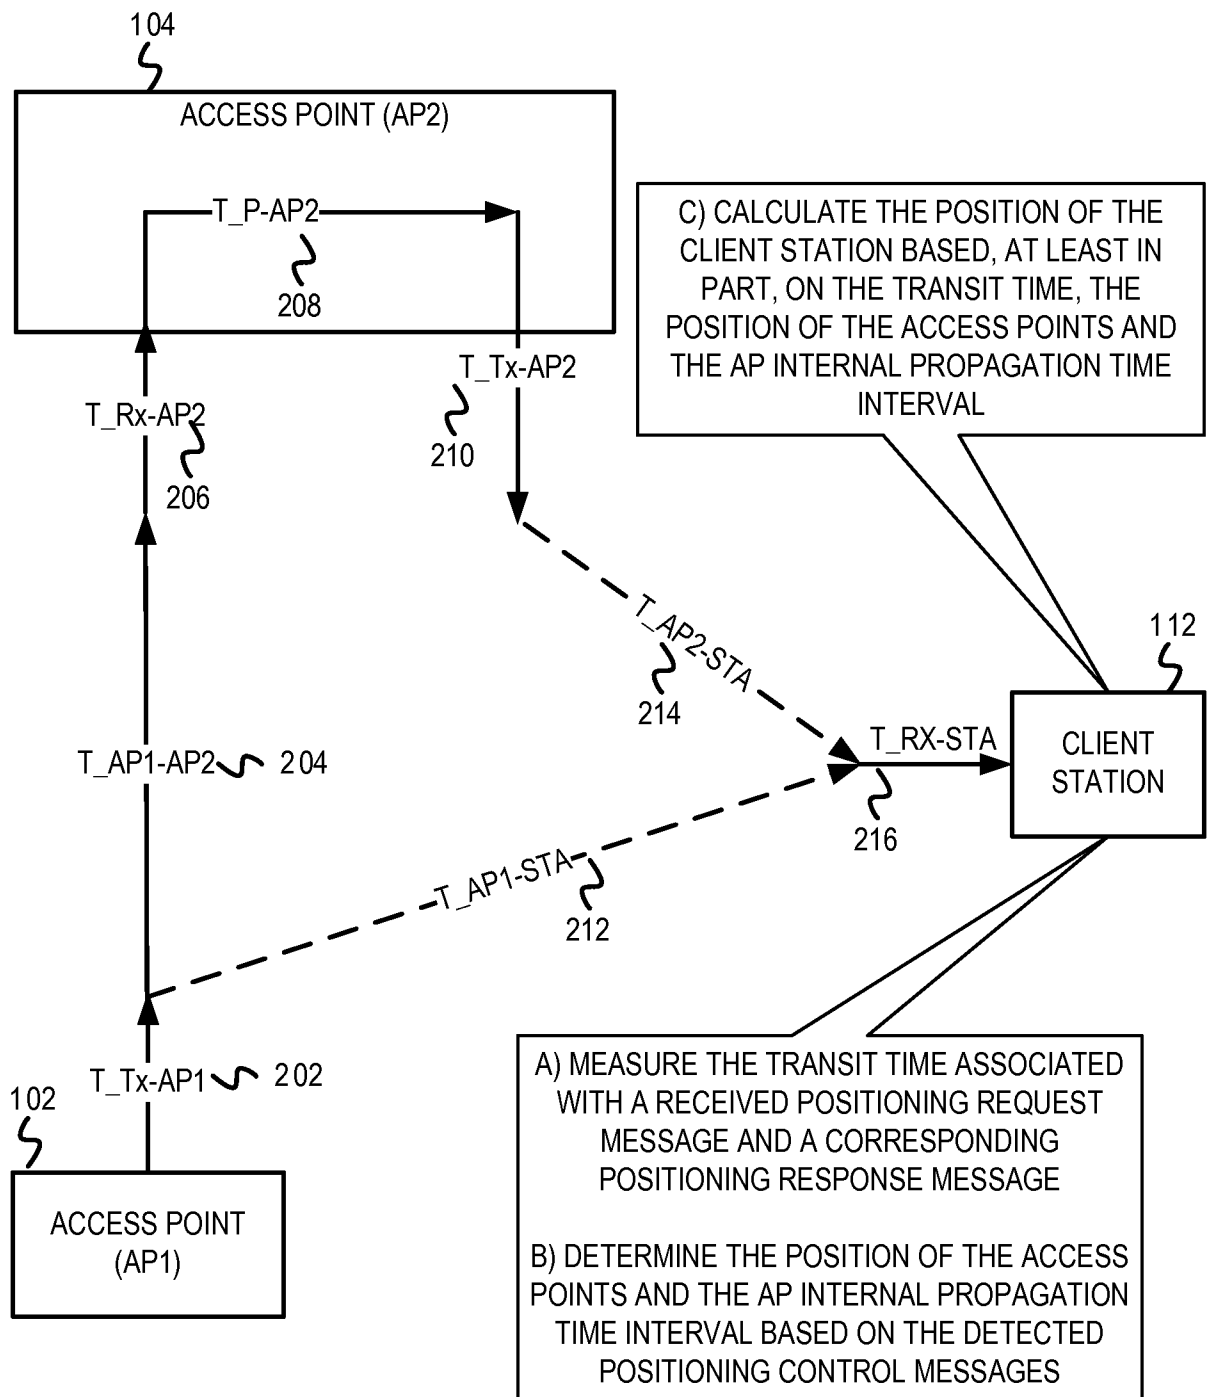 104
ACCESS POINT (AP2)
T_P-AP2
208
C) CALCULATE THE POSITION OF THE
CLIENT STATION BASED, AT LEAST IN
PART, ON THE TRANSIT TIME, THE
POSITION OF THE ACCESS POINTS AND
THE AP INTERNAL PROPAGATION TIME
INTERVAL
T_Tx-AP2
210
T_Rx-AP2
206
T_AP2-STA
214
112
T_RX-STA
216
CLIENT
STATION
T_AP1-AP2
204
T_AP1-STA
212
T_Tx-AP1
202
102
ACCESS POINT
(AP1)
A) MEASURE THE TRANSIT TIME ASSOCIATED
WITH A RECEIVED POSITIONING REQUEST
MESSAGE AND A CORRESPONDING
POSITIONING RESPONSE MESSAGE
B) DETERMINE THE POSITION OF THE ACCESS
POINTS AND THE AP INTERNAL PROPAGATION
TIME INTERVAL BASED ON THE DETECTED
POSITIONING CONTROL MESSAGES